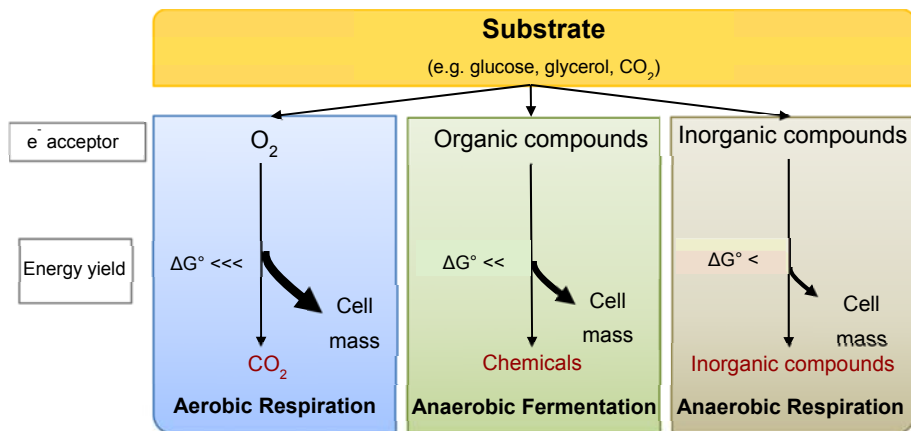 Substrate
(e.g. glucose, glycerol, CO₂)
e⁻ acceptor
O₂
Organic compounds
Inorganic compounds
Energy yield
ΔG° <<<
ΔG° <<
ΔG° <
Cell
mass
Cell
mass
Cell
mass
CO₂
Chemicals
Inorganic compounds
Aerobic Respiration
Anaerobic Fermentation
Anaerobic Respiration